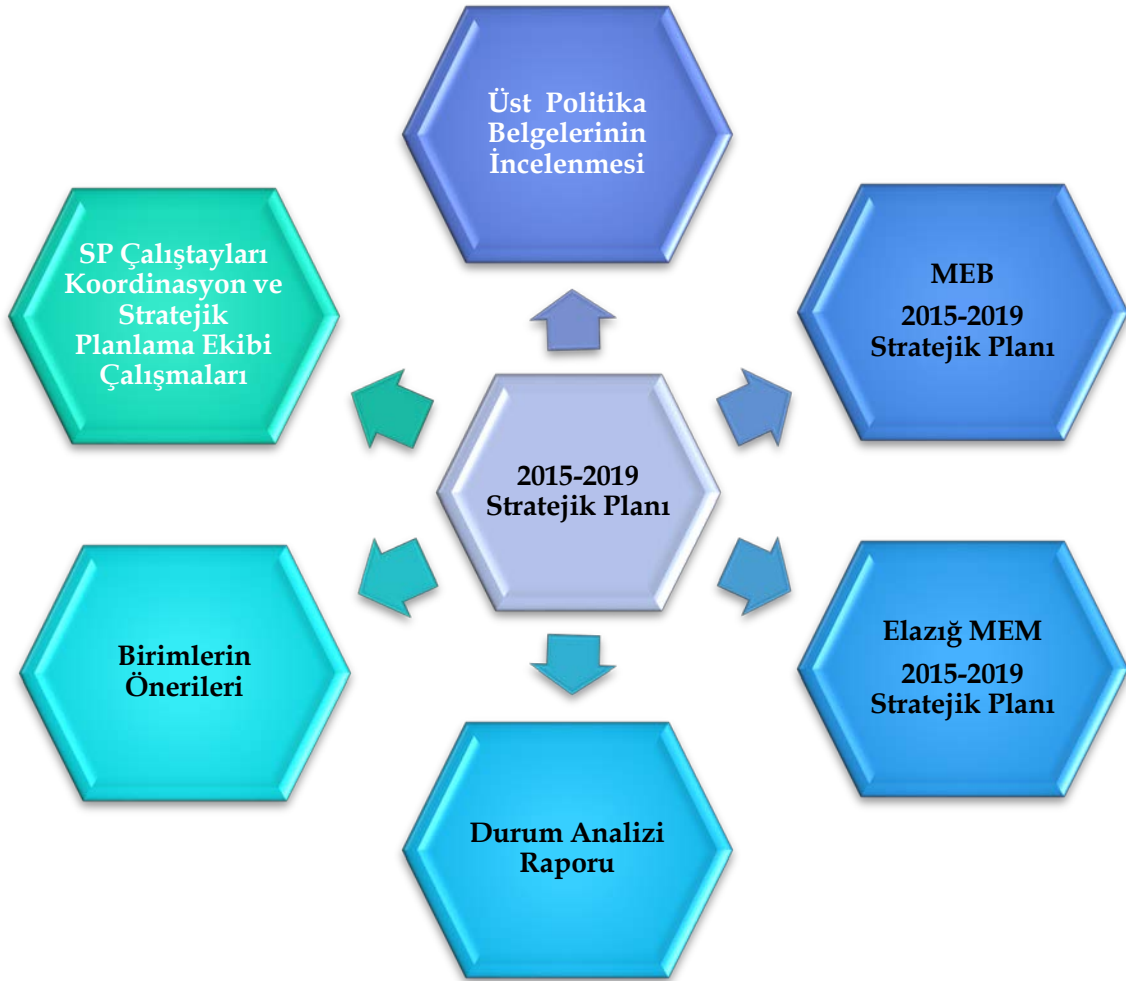 Üst Politika
Belgelerinin
İncelenmesi
SP Çalıştayları
Koordinasyon ve
Stratejik
Planlama Ekibi
Çalışmaları
MEB
2015-2019
Stratejik Planı
2015-2019
Stratejik Planı
Birimlerin
Önerileri
Elazığ MEM
2015-2019
Stratejik Planı
Durum Analizi
Raporu